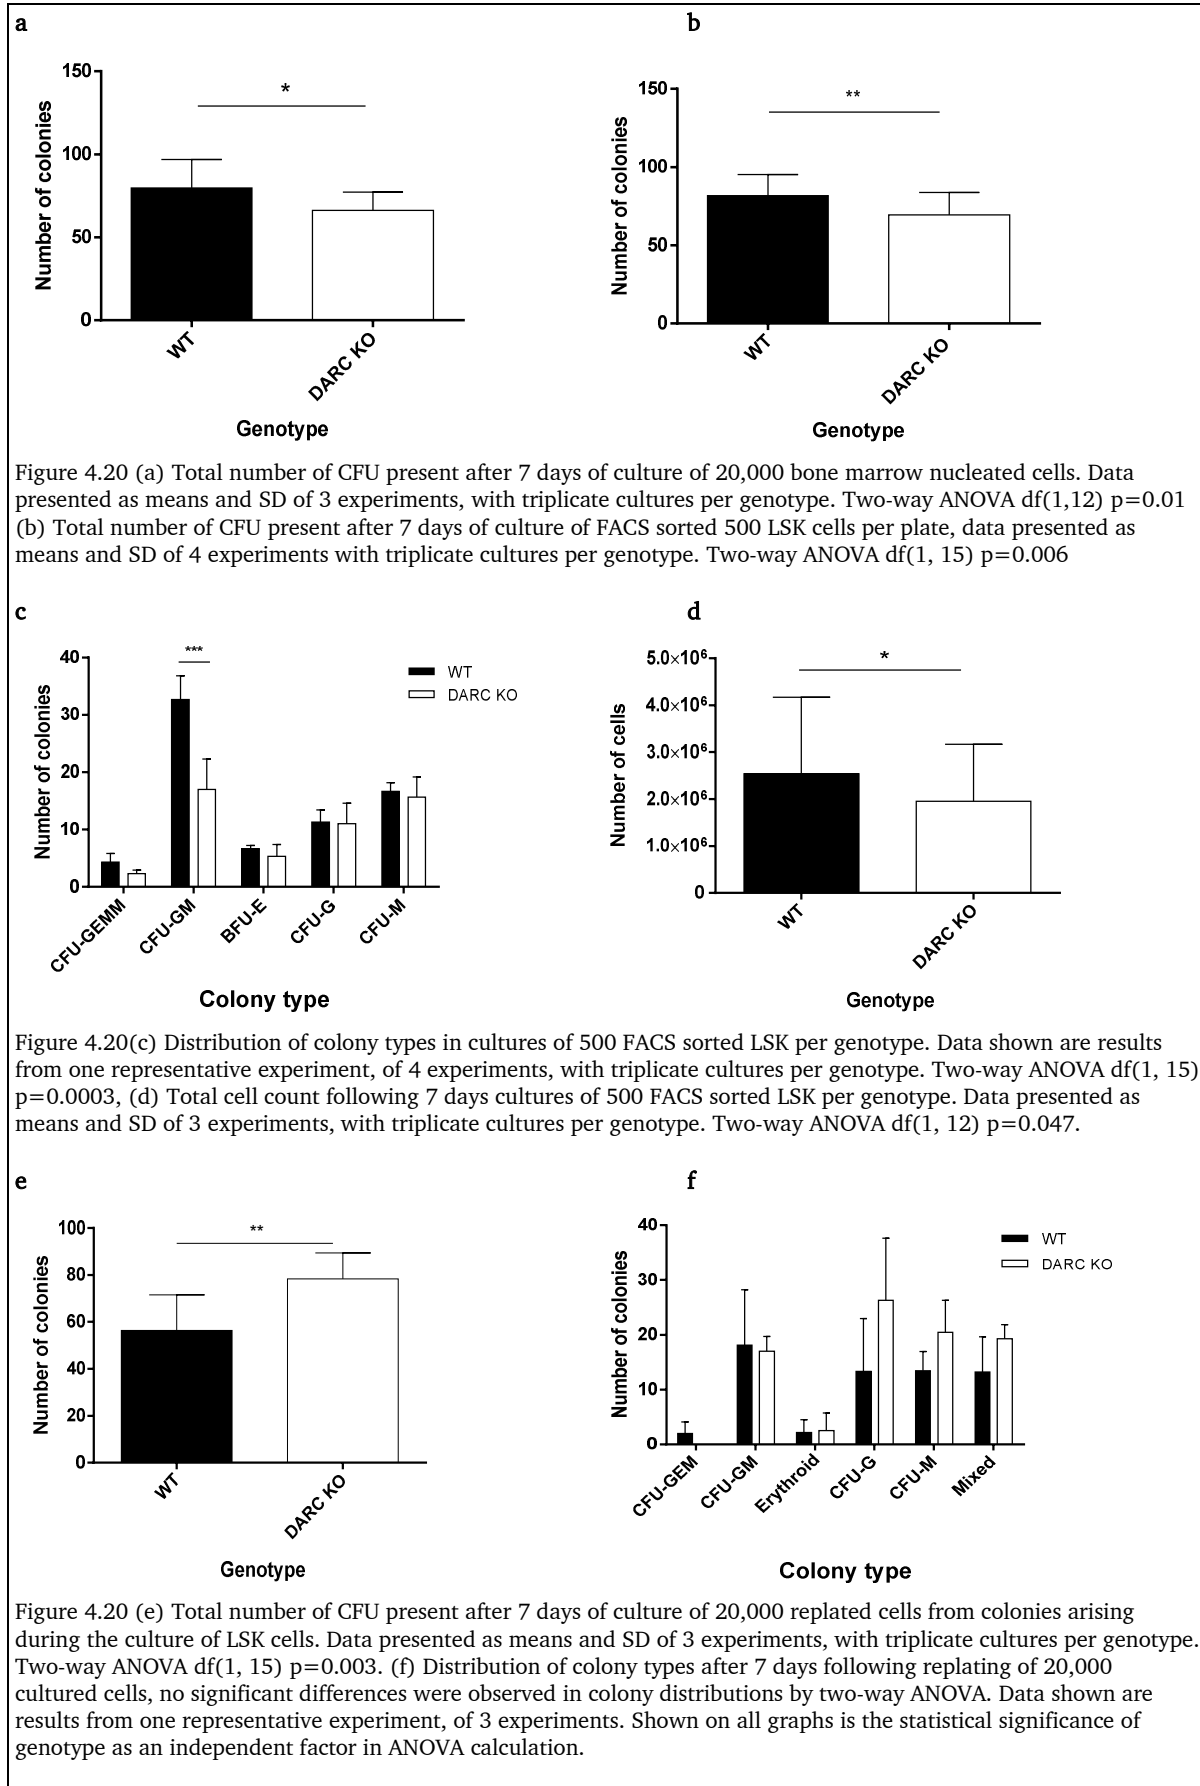 a
b
150
100
50
0
Number of colonies
*
WT
DARC KO
Genotype
150
100
50
0
Number of colonies
**
WT
DARC KO
Genotype
Figure 4.20 (a) Total number of CFU present after 7 days of culture of 20,000 bone marrow nucleated cells. Data
presented as means and SD of 3 experiments, with triplicate cultures per genotype. Two-way ANOVA df(1,12) p=0.01
(b) Total number of CFU present after 7 days of culture of FACS sorted 500 LSK cells per plate, data presented as
means and SD of 4 experiments with triplicate cultures per genotype. Two-way ANOVA df(1, 15) p=0.006
c
d
40
30
20
10
0
Number of colonies
***
WT
DARC KO
CFU-GEMM
CFU-GM
BFU-E
CFU-G
CFU-M
Colony type
5.0×10⁶
4.0×10⁶
3.0×10⁶
2.0×10⁶
1.0×10⁶
0
Number of cells
*
WT
DARC KO
Genotype
Figure 4.20(c) Distribution of colony types in cultures of 500 FACS sorted LSK per genotype. Data shown are results
from one representative experiment, of 4 experiments, with triplicate cultures per genotype. Two-way ANOVA df(1, 15)
p=0.0003, (d) Total cell count following 7 days cultures of 500 FACS sorted LSK per genotype. Data presented as
means and SD of 3 experiments, with triplicate cultures per genotype. Two-way ANOVA df(1, 12) p=0.047.
e
f
100
80
60
40
20
0
Number of colonies
**
WT
DARC KO
Genotype
40
30
20
10
0
Number of colonies
WT
DARC KO
CFU-GEM
CFU-GM
Erythroid
CFU-G
CFU-M
Mixed
Colony type
Figure 4.20 (e) Total number of CFU present after 7 days of culture of 20,000 replated cells from colonies arising
during the culture of LSK cells. Data presented as means and SD of 3 experiments, with triplicate cultures per genotype.
Two-way ANOVA df(1, 15) p=0.003. (f) Distribution of colony types after 7 days following replating of 20,000
cultured cells, no significant differences were observed in colony distributions by two-way ANOVA. Data shown are
results from one representative experiment, of 3 experiments. Shown on all graphs is the statistical significance of
genotype as an independent factor in ANOVA calculation.